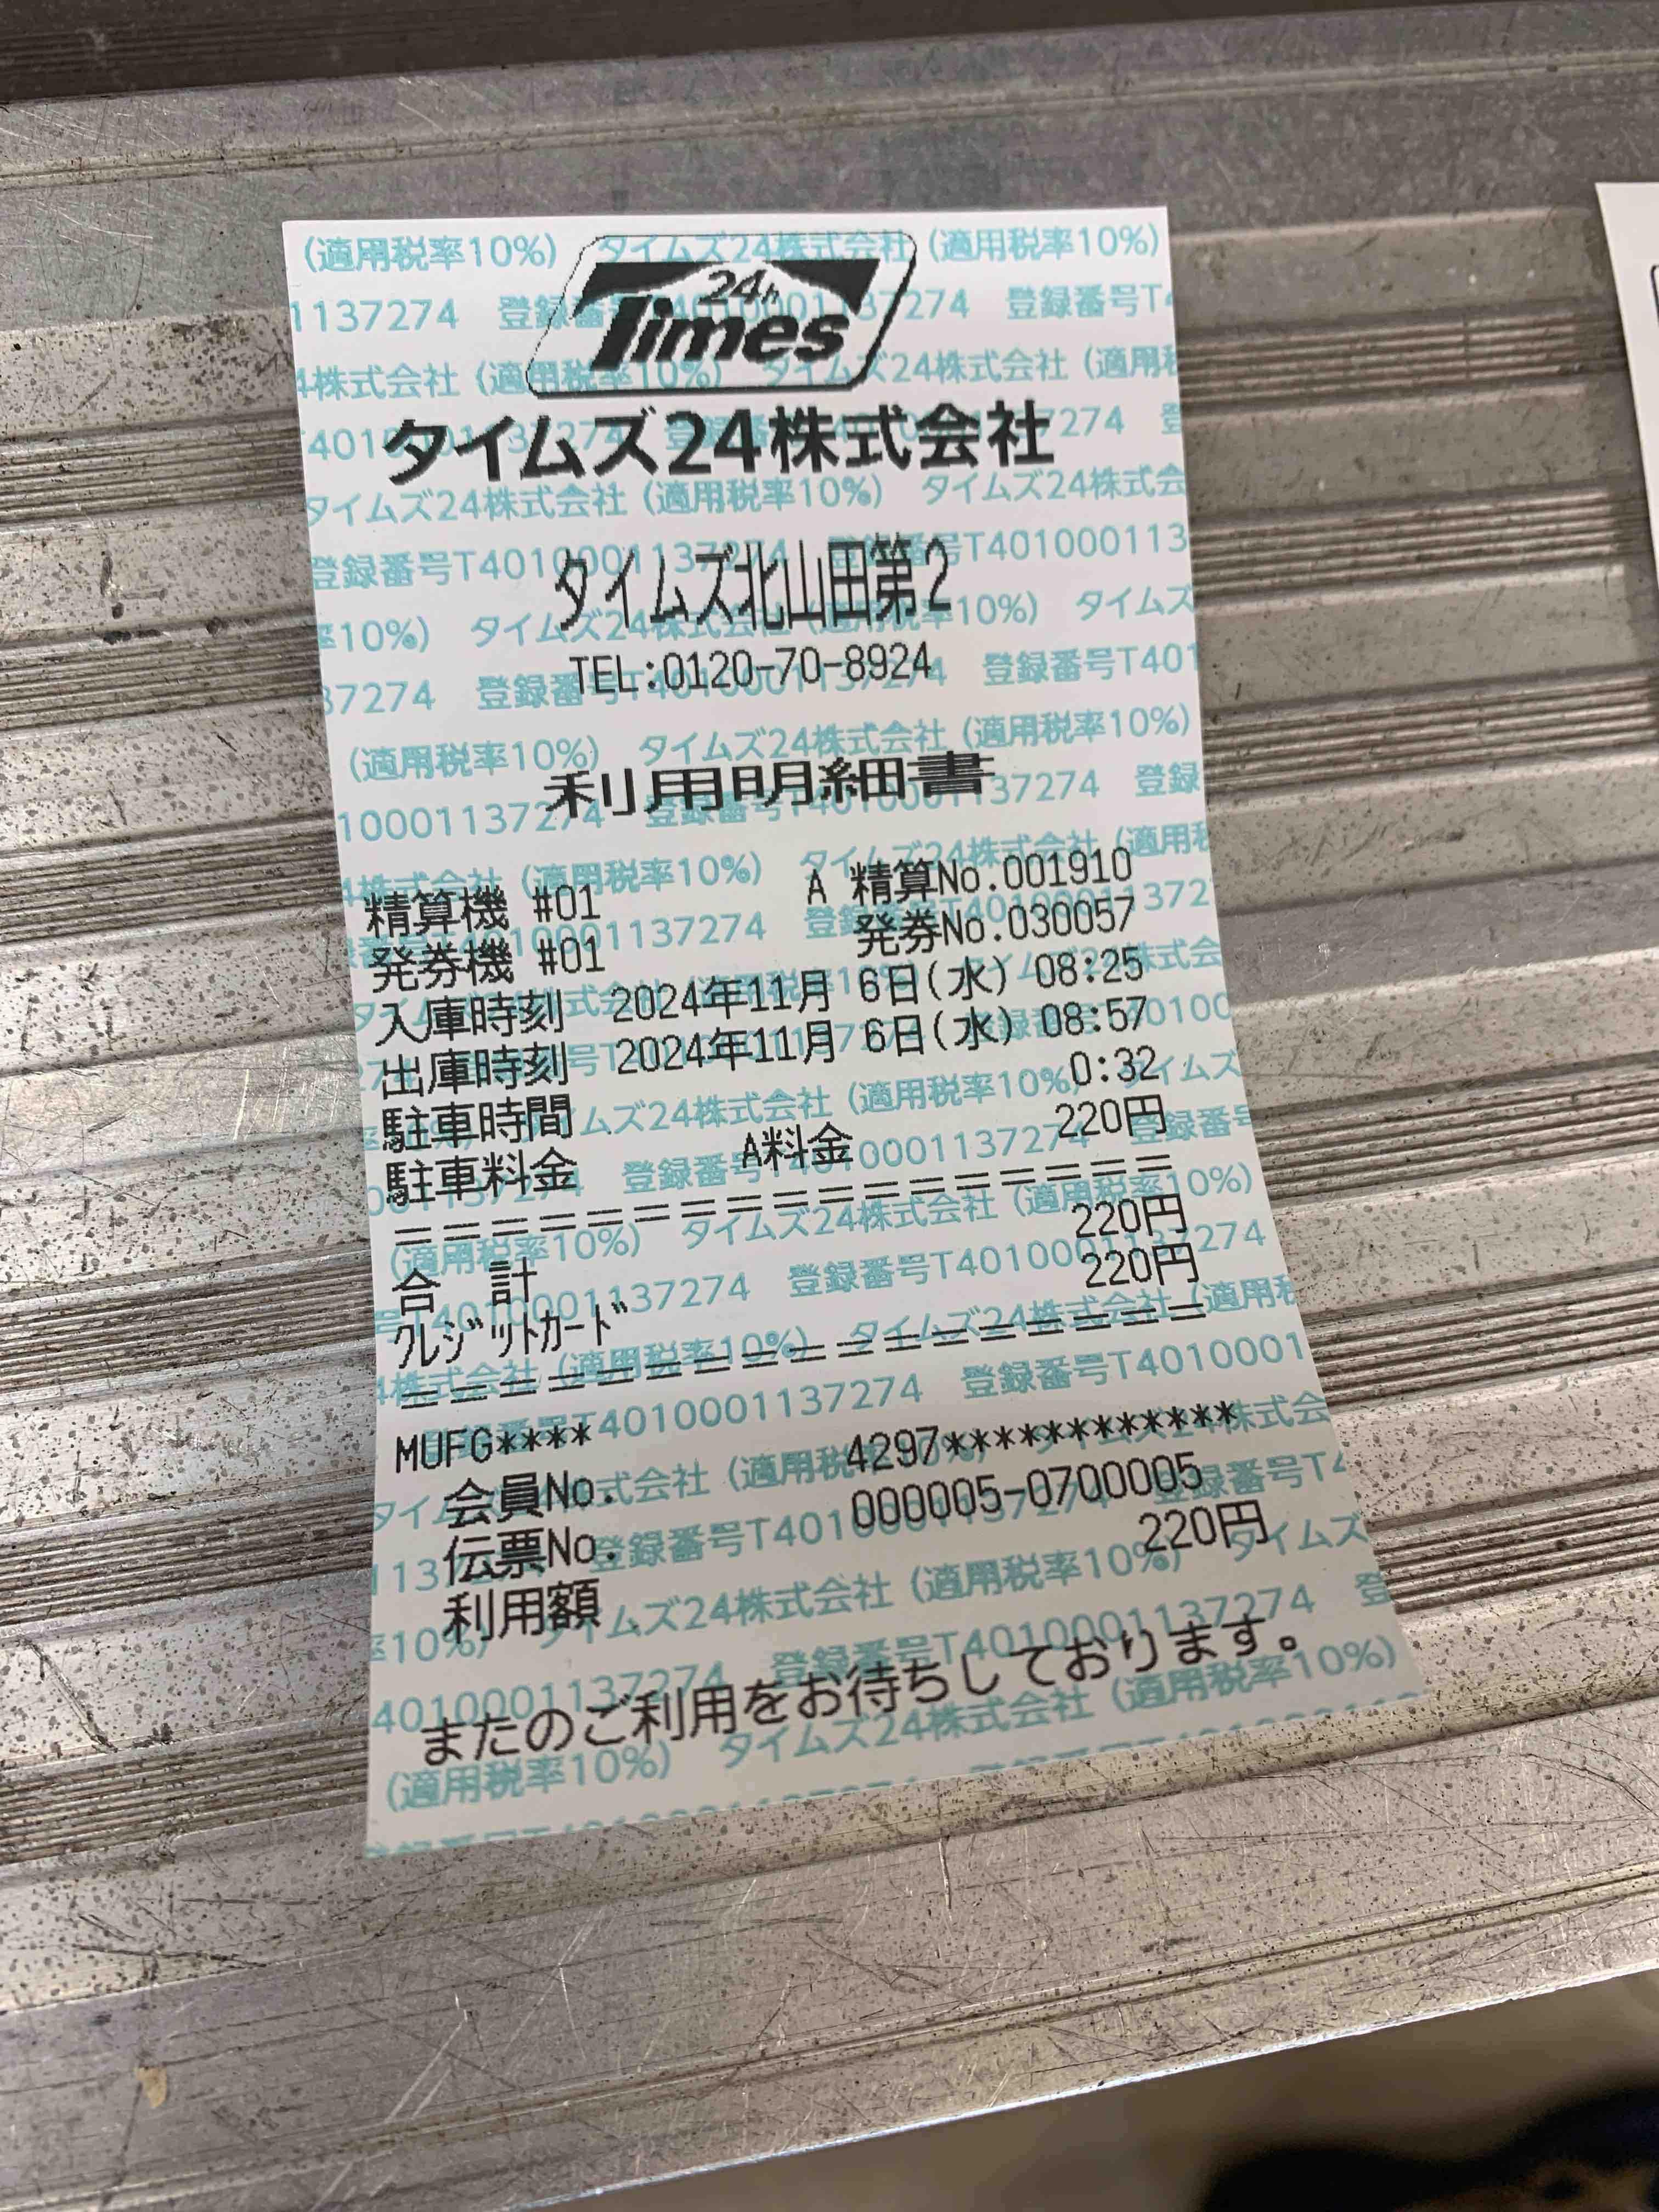 24h
Times
タイムズ24株式会社
タイムズ北山田第2
TEL:0120-70-8924
利用明細書
精算機 #01 A 精算No.001910
発券機 #01 発券No.030057
入庫時刻 2024年11月 6日(水) 08:25
出庫時刻 2024年11月 6日(水) 08:57
駐車時間 0:32
駐車料金 A料金 220円
================
合 計 220円
クレジットカード 220円
================
MUFG****
会員No. 4297************
伝票No. 000005-0700005
利用額 220円
またのご利用をお待ちしております。
タイムズ24株式会社 (適用税率10%)
登録番号T4010001137274